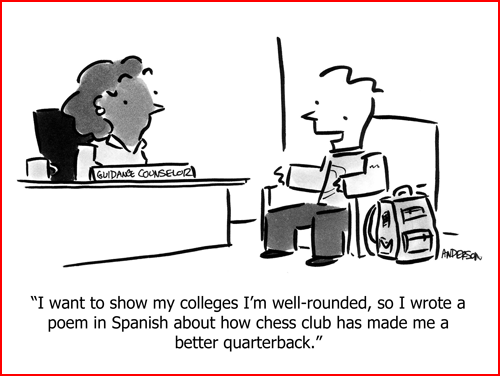 GUIDANCE COUNSELOR
ANDERSON
“I want to show my colleges I’m well-rounded, so I wrote a
poem in Spanish about how chess club has made me a
better quarterback.”